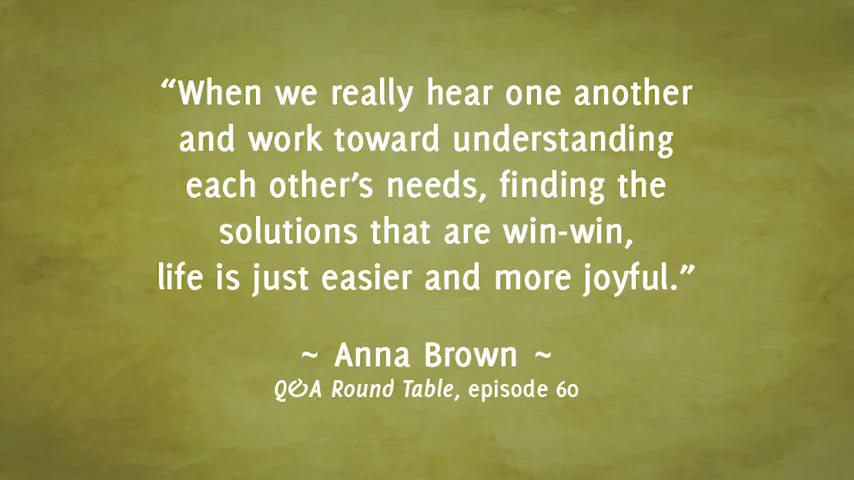 “When we really hear one another
and work toward understanding
each other’s needs, finding the
solutions that are win-win,
life is just easier and more joyful.”
~ Anna Brown ~
Q&A Round Table, episode 60